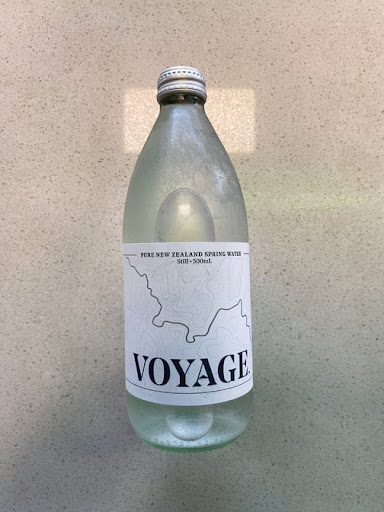 PURE NEW ZEALAND SPRING WATER
Still • 500mL
VOYAGE.